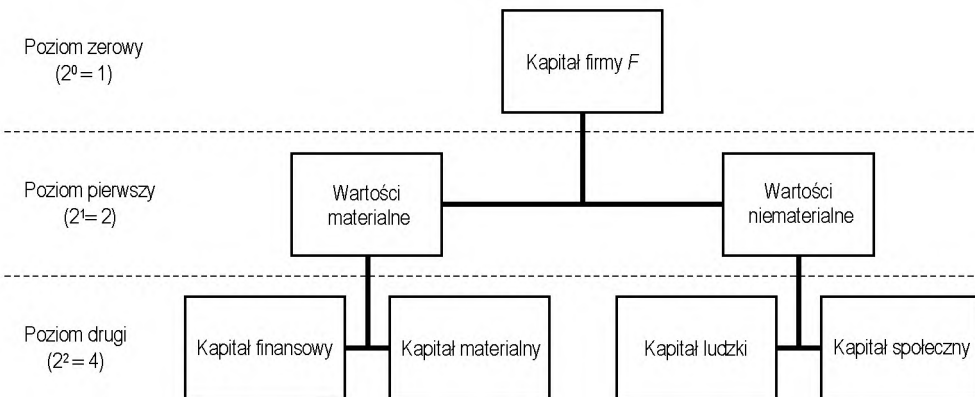 Poziom zerowy
(2⁰ = 1)
Kapitał firmy F
Poziom pierwszy
(2¹= 2)
Wartości
materialne
Wartości
niematerialne
Poziom drugi
(2² = 4)
Kapitał finansowy
Kapitał materialny
Kapitał ludzki
Kapitał społeczny